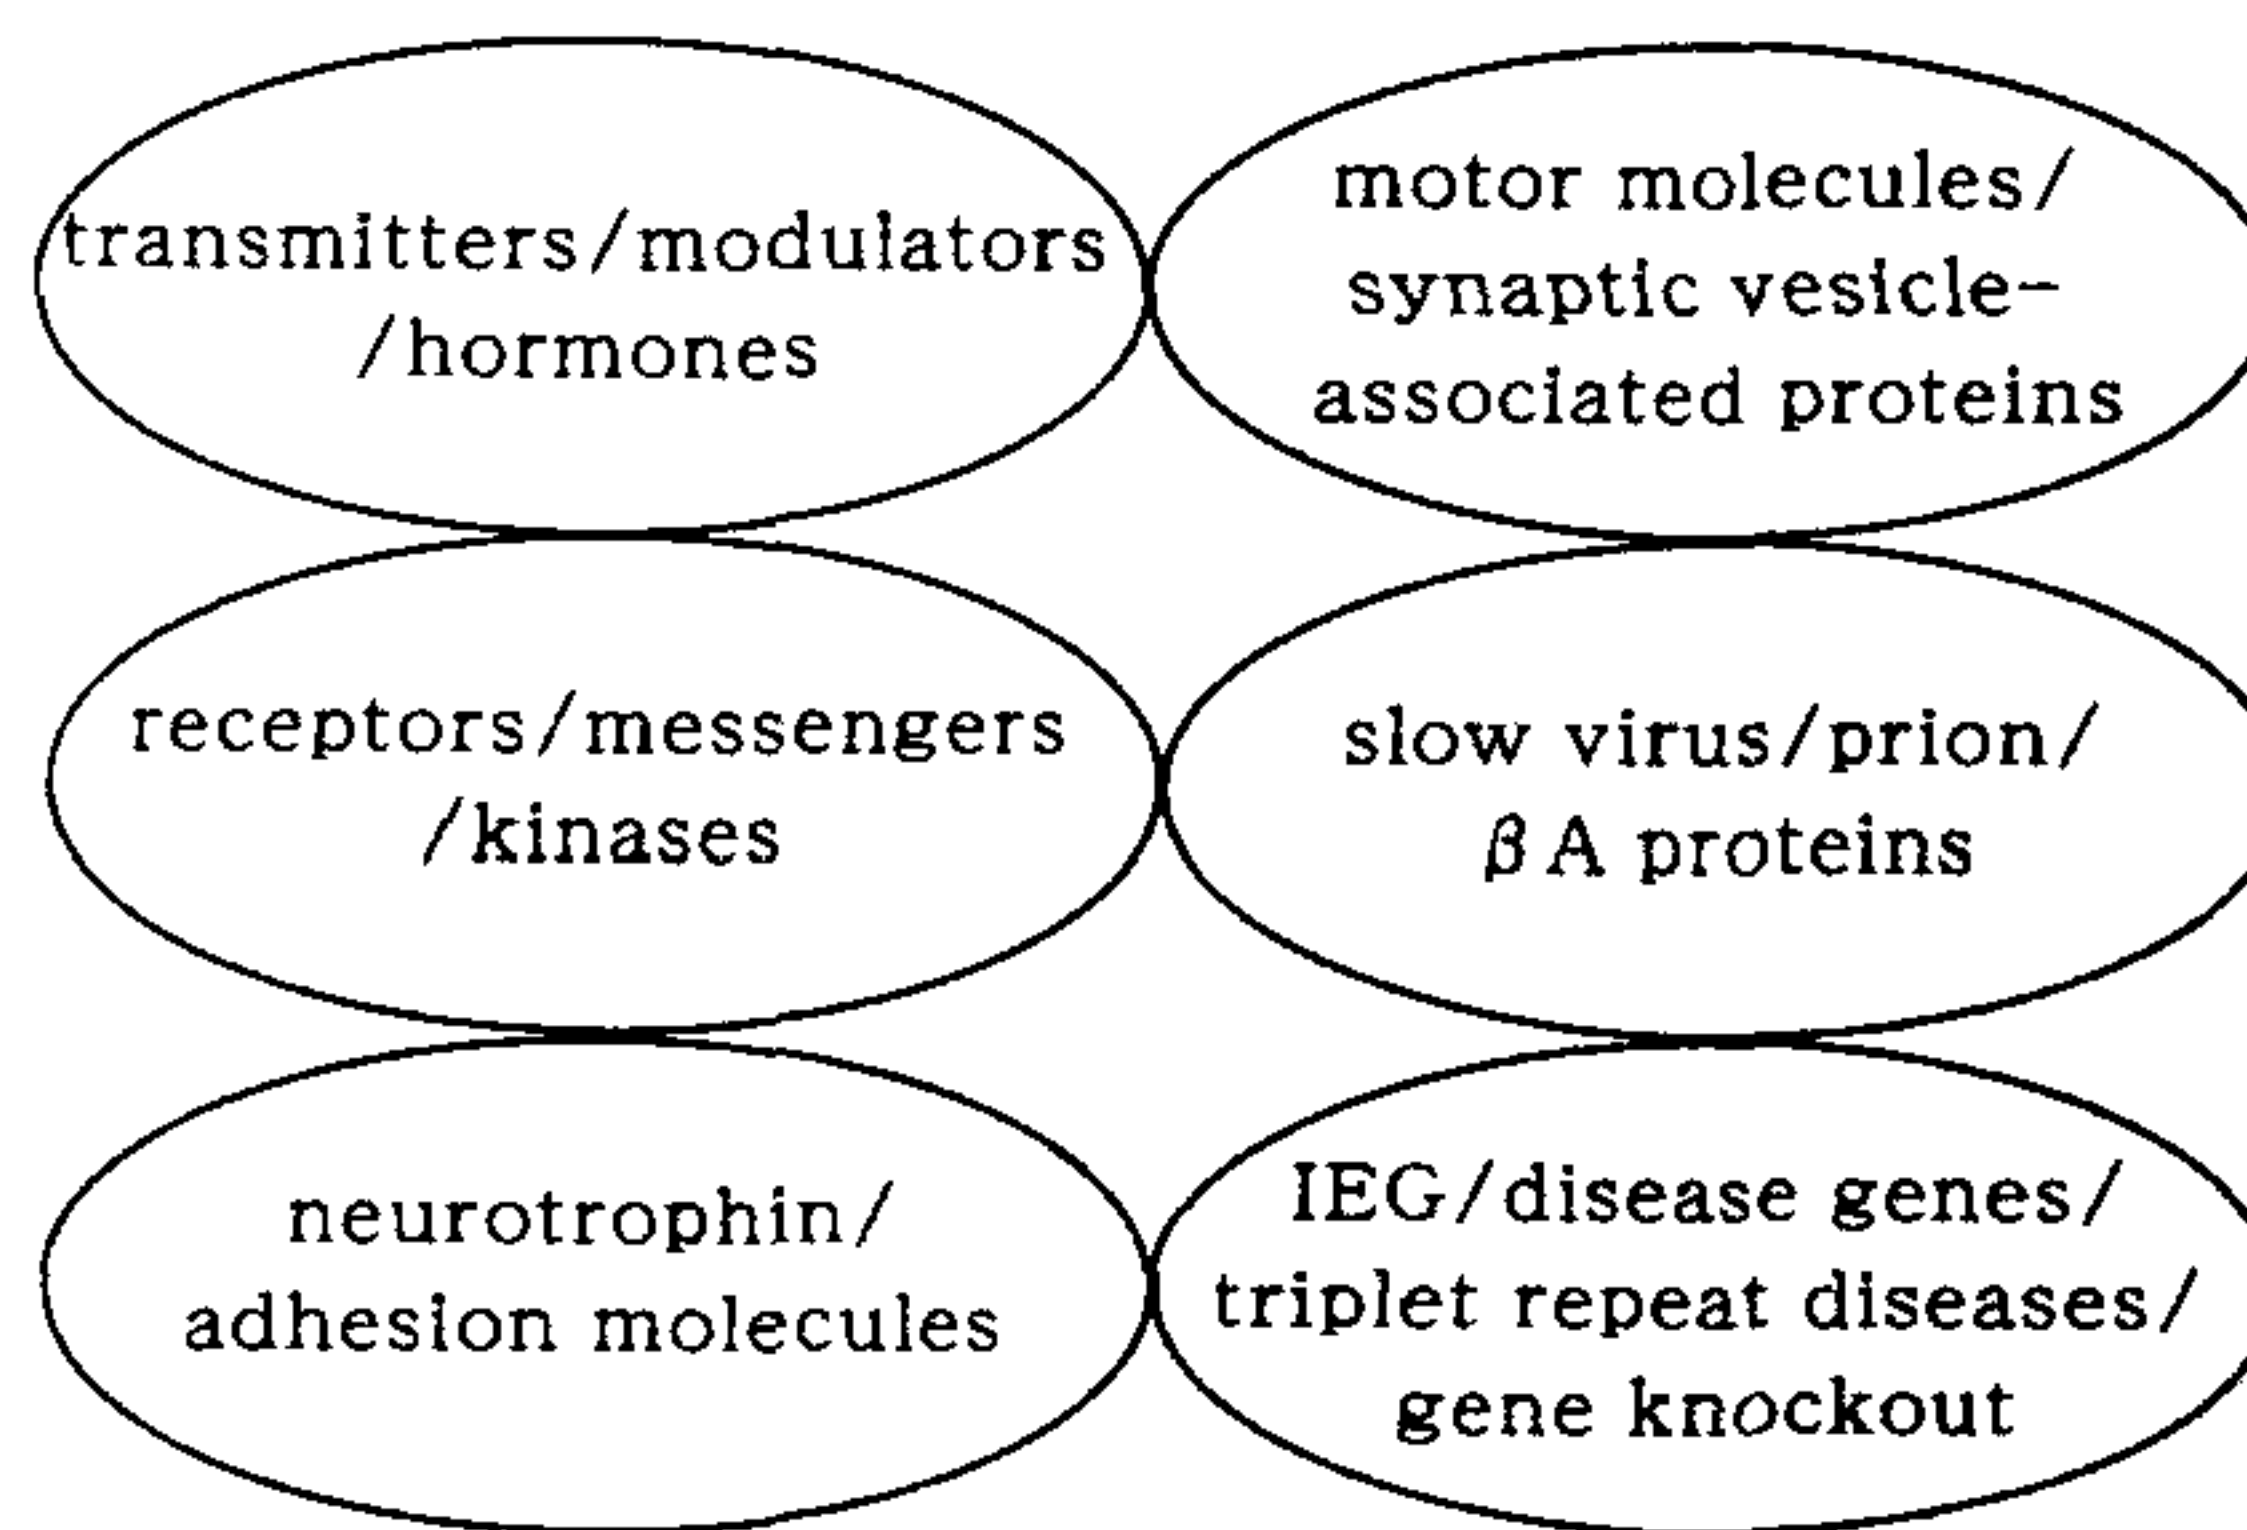 transmitters/modulators
/hormones
motor molecules/
synaptic vesicle-
associated proteins
receptors/messengers
/kinases
slow virus/prion/
β A proteins
neurotrophin/
adhesion molecules
IEG/disease genes/
triplet repeat diseases/
gene knockout